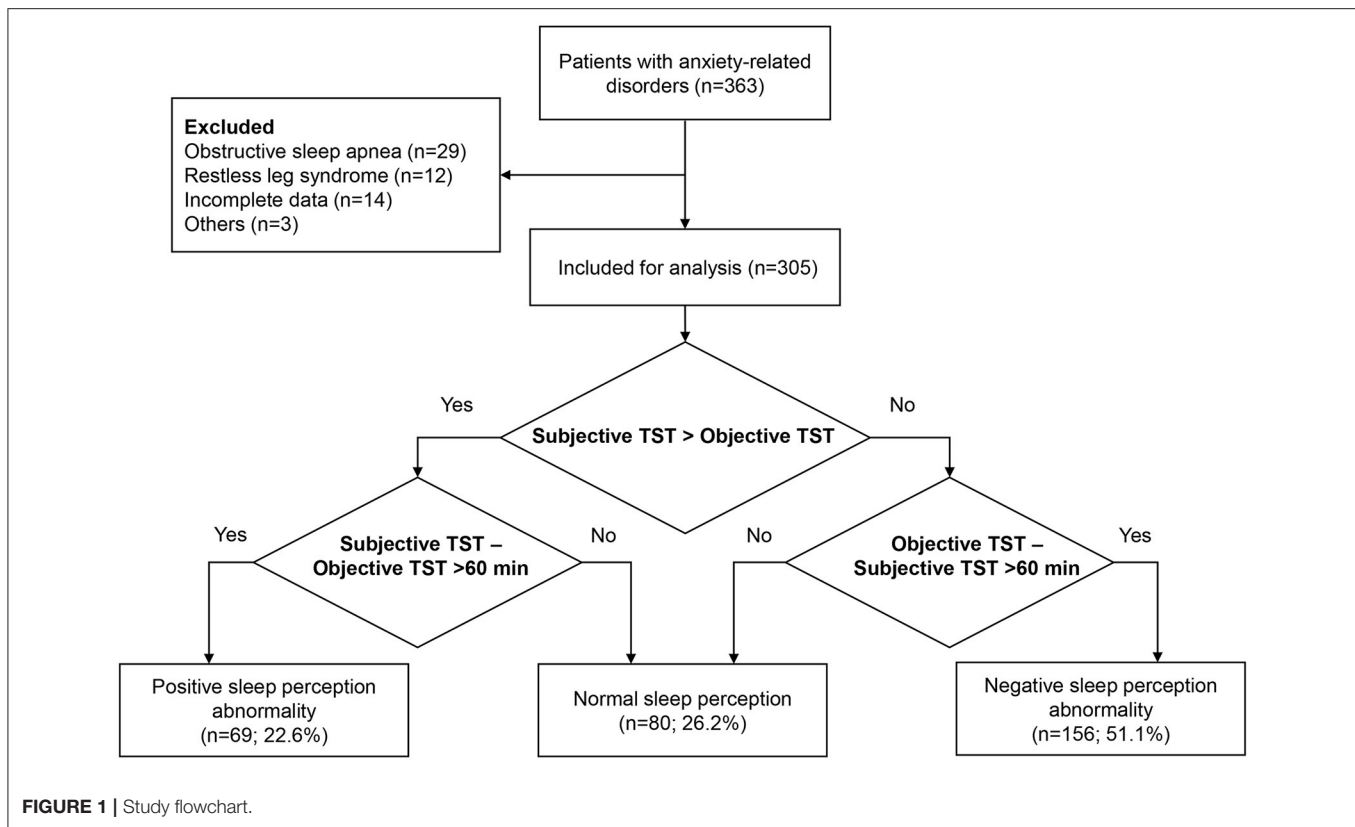 Patients with anxiety-related
disorders (n=363)
Excluded
Obstructive sleep apnea (n=29)
Restless leg syndrome (n=12)
Incomplete data (n=14)
Others (n=3)
Included for analysis (n=305)
Yes
No
Subjective TST > Objective TST
Yes
Subjective TST –
Objective TST >60 min
No
No
Objective TST –
Subjective TST >60 min
Yes
Positive sleep perception
abnormality
(n=69; 22.6%)
Normal sleep perception
(n=80; 26.2%)
Negative sleep perception
abnormality
(n=156; 51.1%)
FIGURE 1 | Study flowchart.